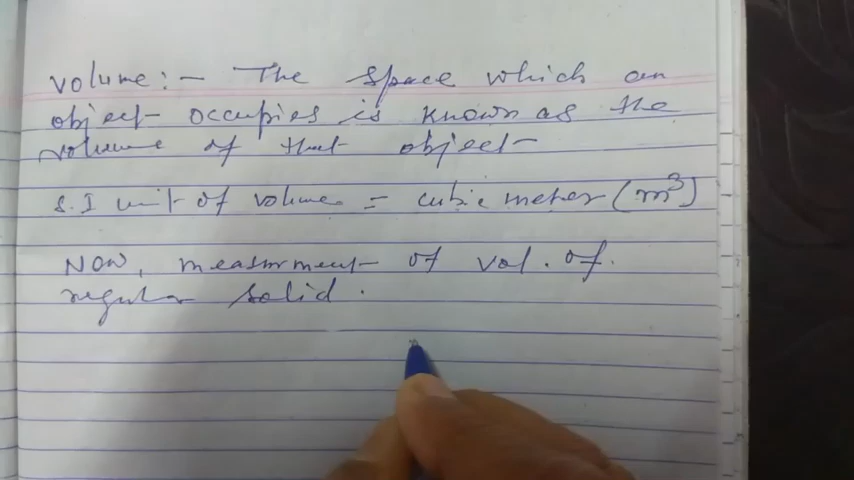 Volume:- The space which an
object occupies is known as the
volume of that object
S.I unit of volume = cubic meter (m³)
Now, measurment of vol. of.
regular solid.